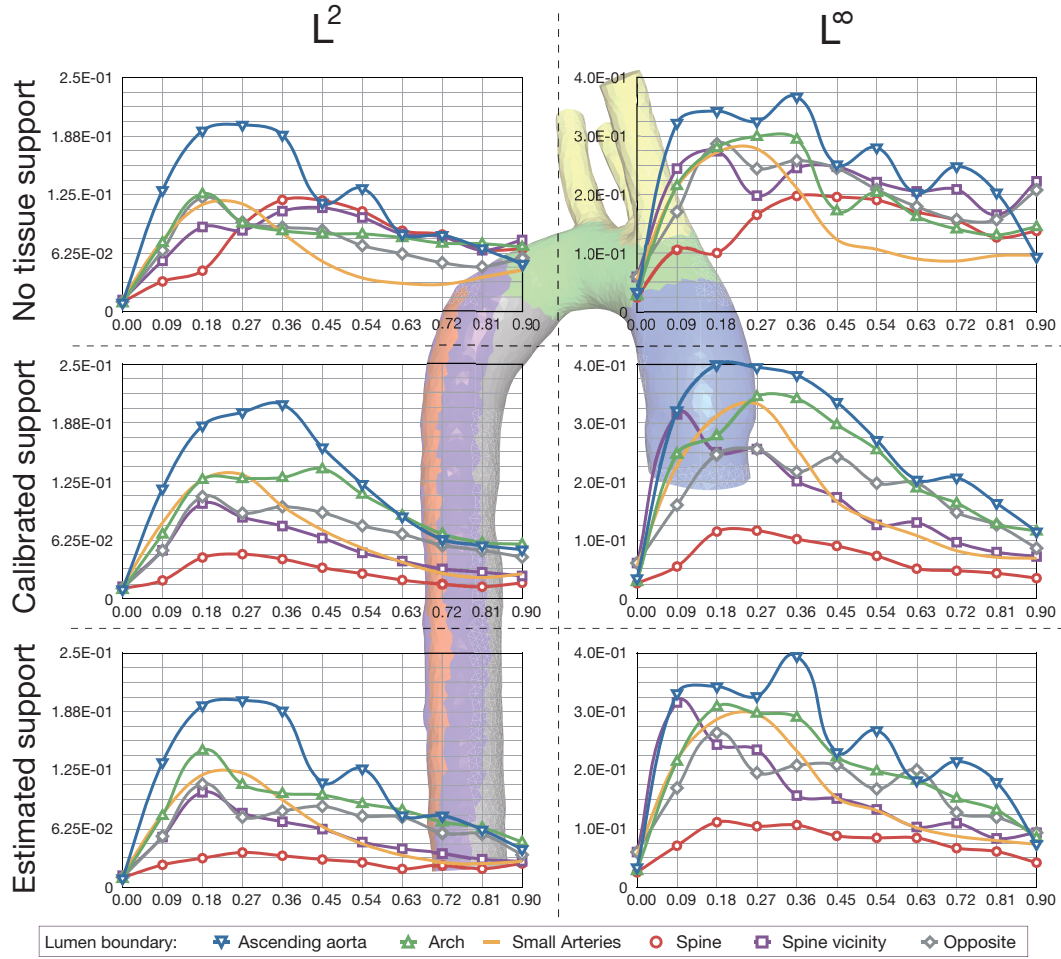 L² L∞
No tissue support
2.5E-01
1.88E-01
1.25E-01
6.25E-02
0
0.00 0.09 0.18 0.27 0.36 0.45 0.54 0.63 0.72 0.81 0.90
4.0E-01
3.0E-01
2.0E-01
1.0E-01
0
0.00 0.09 0.18 0.27 0.36 0.45 0.54 0.63 0.72 0.81 0.90
Calibrated support
2.5E-01
1.88E-01
1.25E-01
6.25E-02
0
0.00 0.09 0.18 0.27 0.36 0.45 0.54 0.63 0.72 0.81 0.90
4.0E-01
3.0E-01
2.0E-01
1.0E-01
0
0.00 0.09 0.18 0.27 0.36 0.45 0.54 0.63 0.72 0.81 0.90
Estimated support
2.5E-01
1.88E-01
1.25E-01
6.25E-02
0
0.00 0.09 0.18 0.27 0.36 0.45 0.54 0.63 0.72 0.81 0.90
4.0E-01
3.0E-01
2.0E-01
1.0E-01
0
0.00 0.09 0.18 0.27 0.36 0.45 0.54 0.63 0.72 0.81 0.90
Lumen boundary: Ascending aorta Arch Small Arteries Spine Spine vicinity Opposite